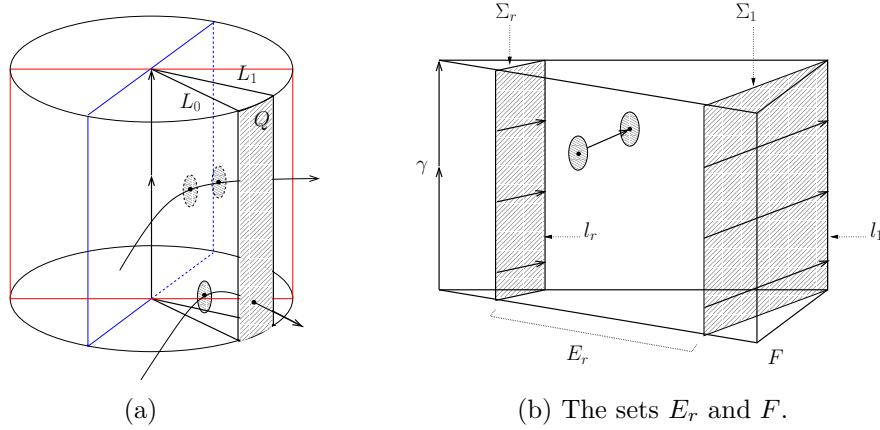 L₁
L₀
Q
(a)
Σᵣ
Σ₁
γ
lᵣ
l₁
Eᵣ
F
(b) The sets Eᵣ and F.